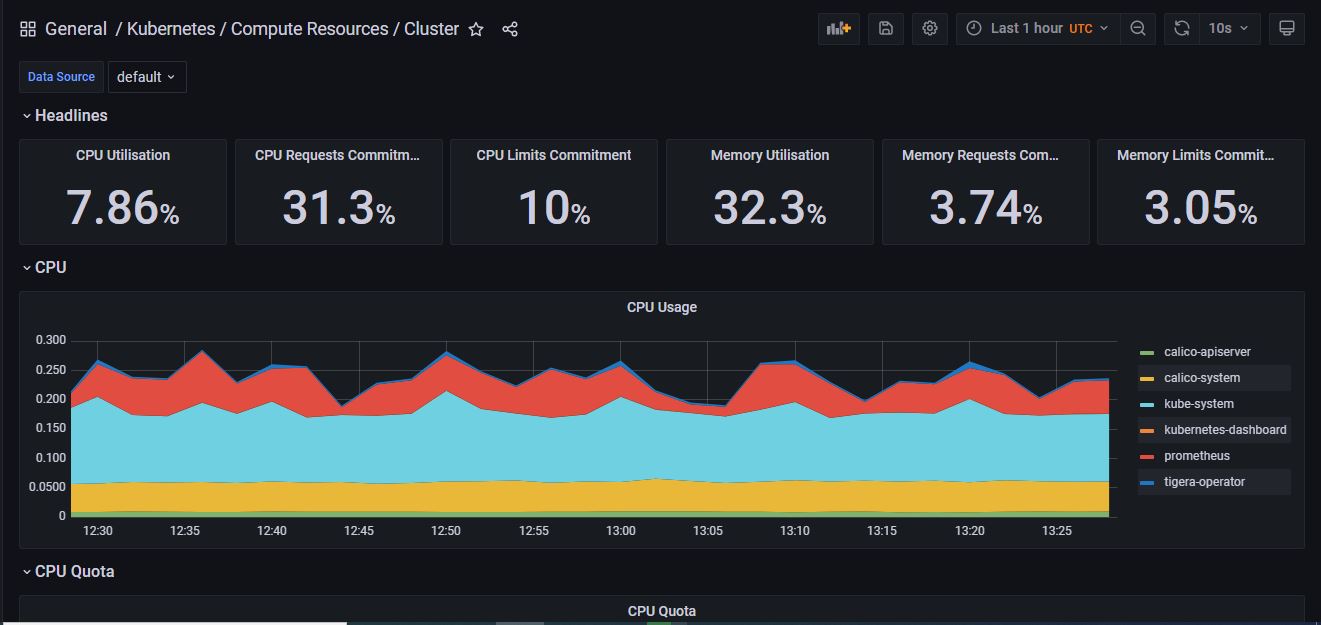 General / Kubernetes / Compute Resources / Cluster
Last 1 hour UTC
10s
Data Source default
Headlines
CPU Utilisation
7.86%
CPU Requests Commitm...
31.3%
CPU Limits Commitment
10%
Memory Utilisation
32.3%
Memory Requests Com...
3.74%
Memory Limits Commit...
3.05%
CPU
CPU Usage
0.300
0.250
0.200
0.150
0.100
0.0500
0
12:30 12:35 12:40 12:45 12:50 12:55 13:00 13:05 13:10 13:15 13:20 13:25
calico-apiserver
calico-system
kube-system
kubernetes-dashboard
prometheus
tigera-operator
CPU Quota
CPU Quota